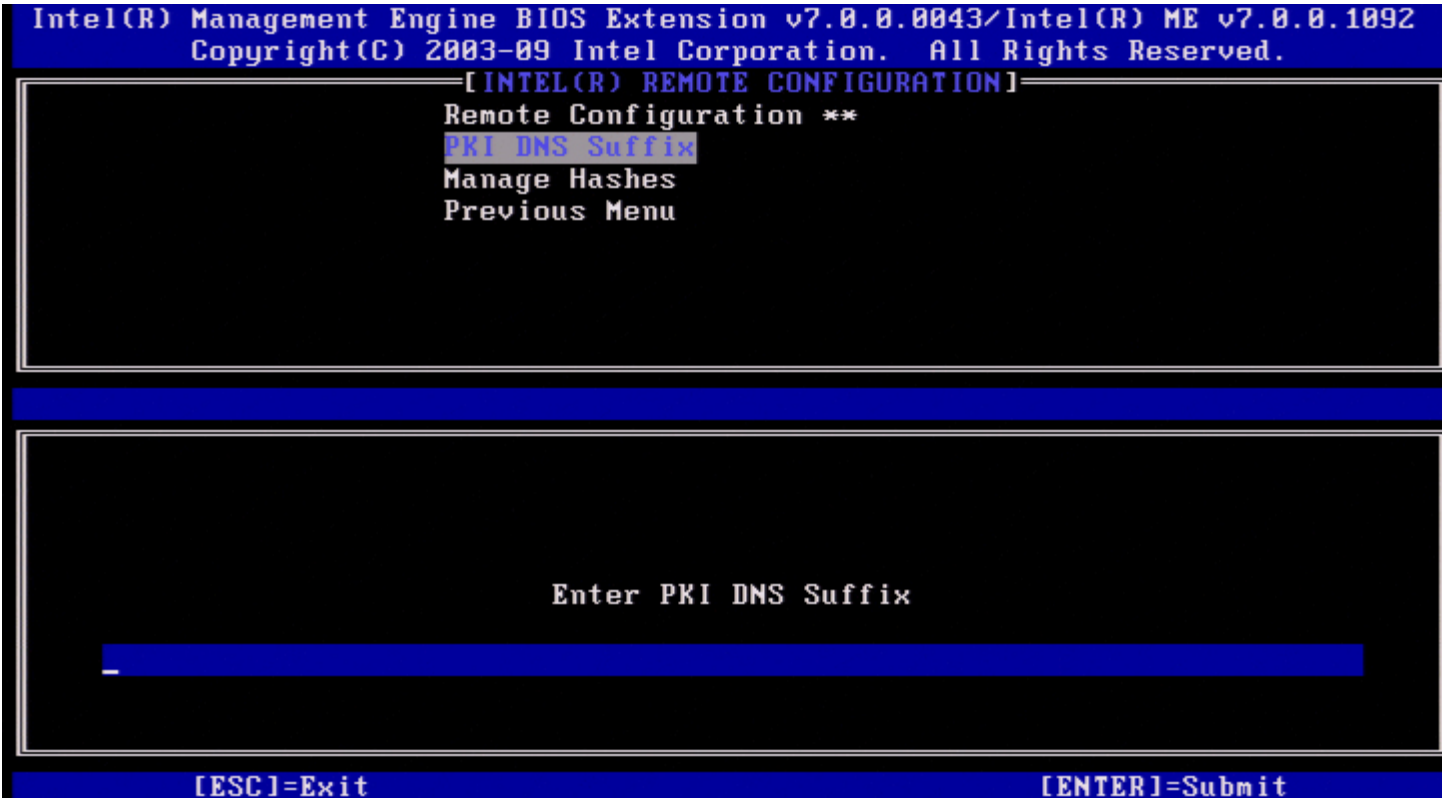 Intel(R) Management Engine BIOS Extension v7.0.0.0043/Intel(R) ME v7.0.0.1092
Copyright(C) 2003-09 Intel Corporation. All Rights Reserved.
[INTEL(R) REMOTE CONFIGURATION]
Remote Configuration **
PKI DNS Suffix
Manage Hashes
Previous Menu
Enter PKI DNS Suffix
[ESC]=Exit [ENTER]=Submit